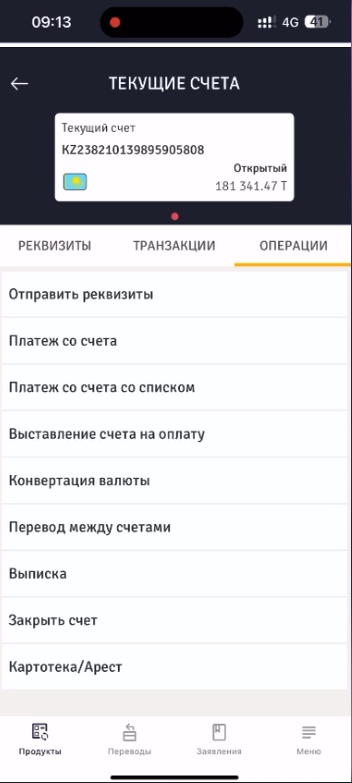 09:13
4G 41
ТЕКУЩИЕ СЧЕТА
Текущий счет
KZ238210139895905808
Открытый
181 341.47 Т
РЕКВИЗИТЫ ТРАНЗАКЦИИ ОПЕРАЦИИ
Отправить реквизиты
Платеж со счета
Платеж со счета со списком
Выставление счета на оплату
Конвертация валюты
Перевод между счетами
Выписка
Закрыть счет
Картотека/Арест
Продукты Переводы Заявления Меню